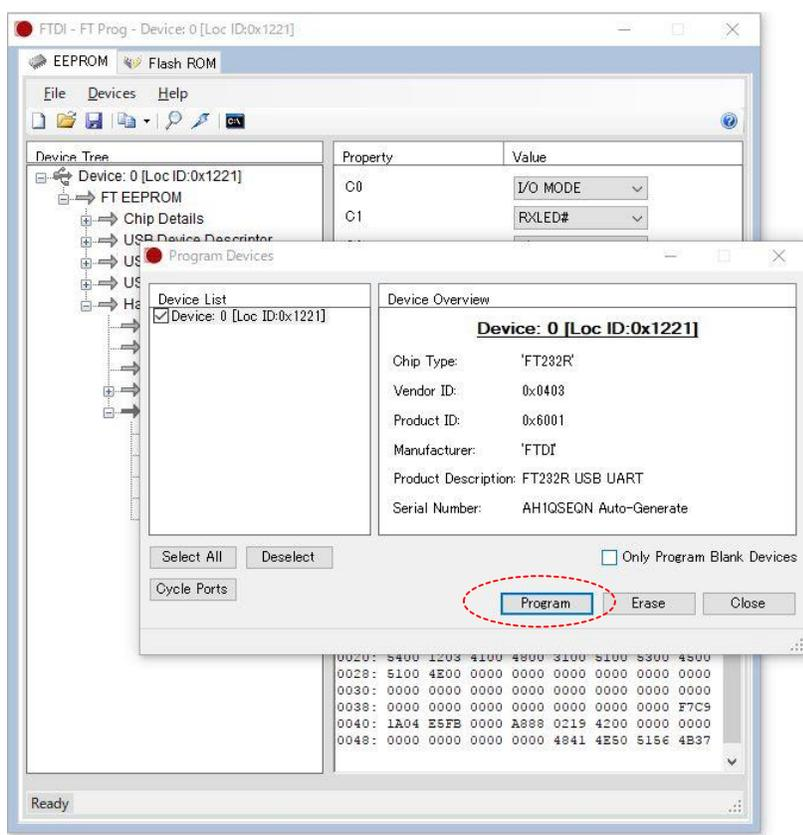 FTDI - FT Prog - Device: 0 [Loc ID:0x1221]
EEPROM Flash ROM
File Devices Help
Device Tree
Property Value
Device: 0 [Loc ID:0x1221]
FT EEPROM
Chip Details
USB Device Descriptor
C0 I/O MODE
C1 RXLED#
Program Devices
Device List
Device: 0 [Loc ID:0x1221]
Device Overview
Device: 0 [Loc ID:0x1221]
Chip Type: 'FT232R'
Vendor ID: 0x0403
Product ID: 0x6001
Manufacturer: 'FTDI'
Product Description: FT232R USB UART
Serial Number: AH1QSEQN Auto-Generate
Select All Deselect
Only Program Blank Devices
Cycle Ports
Program Erase Close
0020: 5400 1203 4100 4800 3100 5100 5300 4500
0028: 5100 4E00 0000 0000 0000 0000 0000 0000
0030: 0000 0000 0000 0000 0000 0000 0000 0000
0038: 0000 0000 0000 0000 0000 0000 0000 F7C9
0040: 1A04 E5FB 0000 A888 0219 4200 0000 0000
0048: 0000 0000 0000 0000 4841 4E50 5156 4B37
Ready